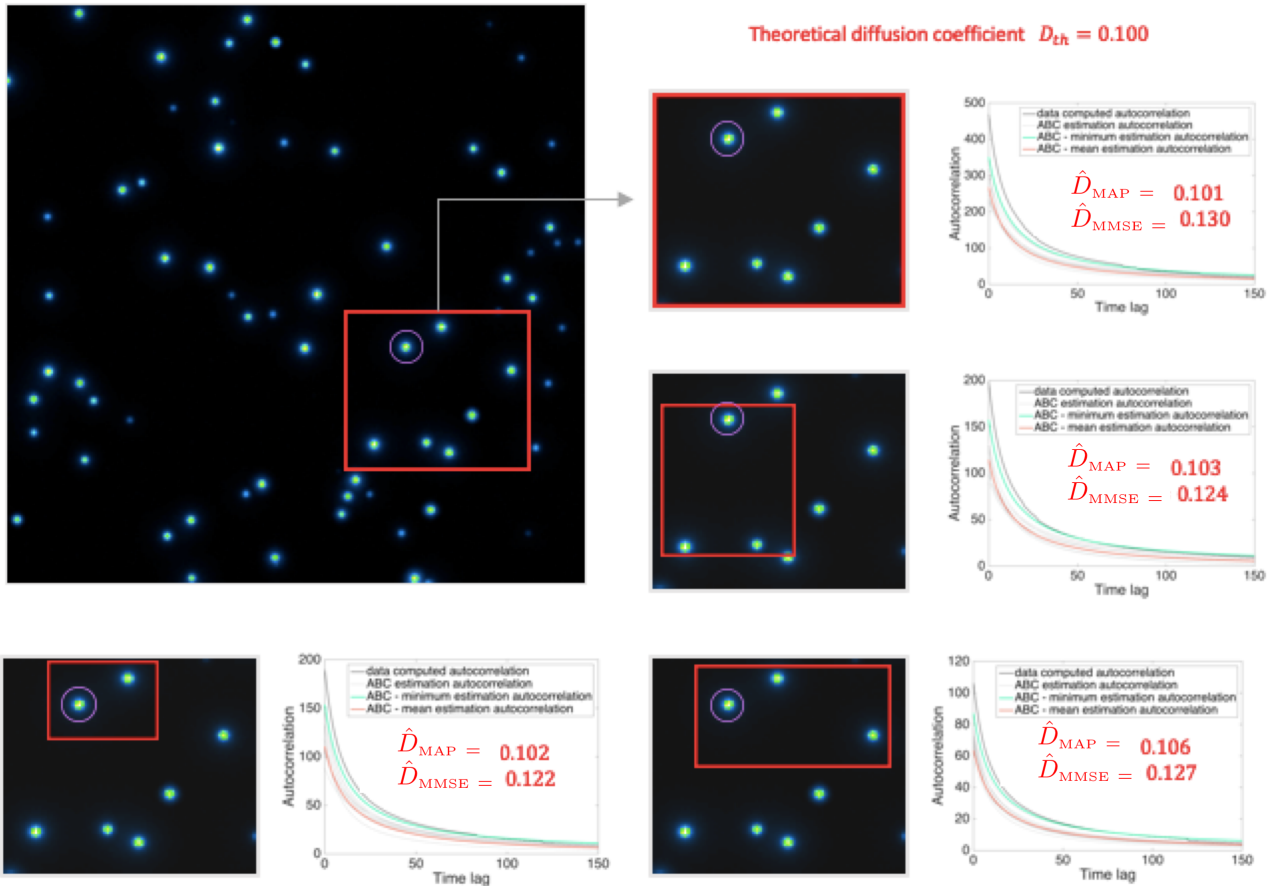 Theoretical diffusion coefficient D_th = 0.100
500
400
300
200
100
0
Autocorrelation
data computed autocorrelation
ABC estimation autocorrelation
ABC - minimum estimation autocorrelation
ABC - mean estimation autocorrelation
D̂_MAP = 0.101
D̂_MMSE = 0.130
0 50 100 150
Time lag
200
150
100
50
0
Autocorrelation
data computed autocorrelation
ABC estimation autocorrelation
ABC - minimum estimation autocorrelation
ABC - mean estimation autocorrelation
D̂_MAP = 0.103
D̂_MMSE = 0.124
0 50 100 150
Time lag
200
150
100
50
0
Autocorrelation
data computed autocorrelation
ABC estimation autocorrelation
ABC - minimum estimation autocorrelation
ABC - mean estimation autocorrelation
D̂_MAP = 0.102
D̂_MMSE = 0.122
0 50 100 150
Time lag
120
100
80
60
40
20
0
Autocorrelation
data computed autocorrelation
ABC estimation autocorrelation
ABC - minimum estimation autocorrelation
ABC - mean estimation autocorrelation
D̂_MAP = 0.106
D̂_MMSE = 0.127
0 50 100 150
Time lag